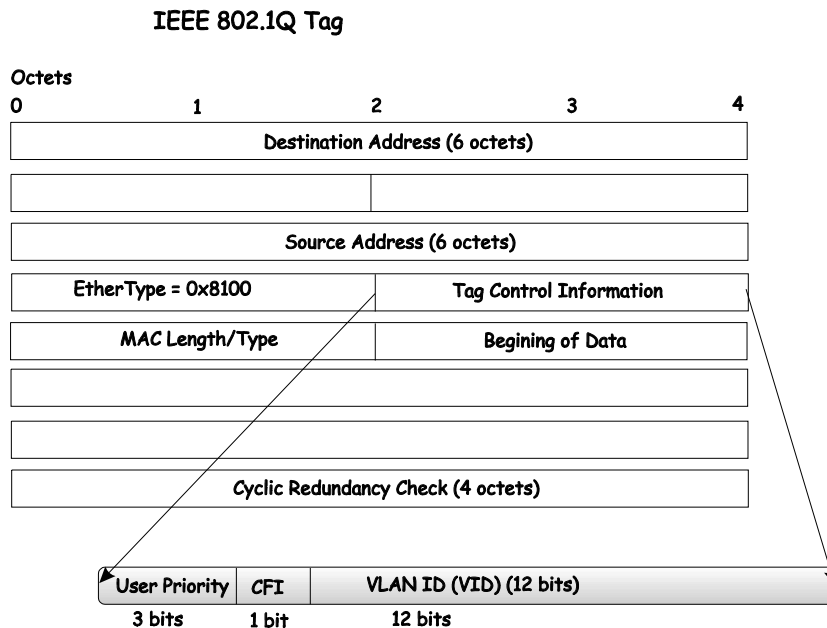 IEEE 802.1Q Tag
Octets
0 1 2 3 4
Destination Address (6 octets)
Source Address (6 octets)
EtherType = 0x8100 Tag Control Information
MAC Length/Type Begining of Data
Cyclic Redundancy Check (4 octets)
User Priority CFI VLAN ID (VID) (12 bits)
3 bits 1 bit 12 bits